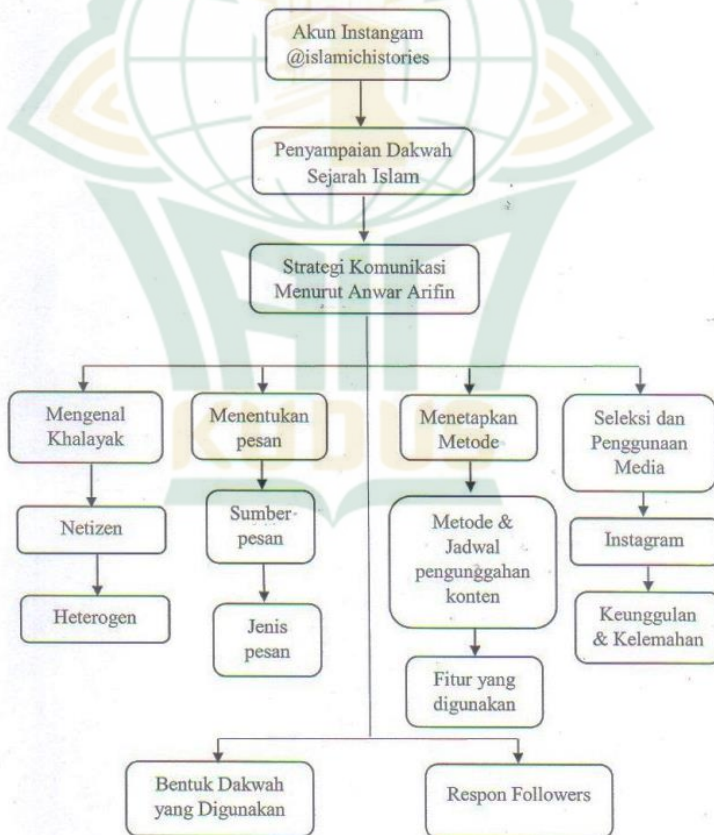 Akun Instangam
@islamichistories
Penyampaian Dakwah
Sejarah Islam
Strategi Komunikasi
Menurut Anwar Arifin
Mengenal
Khalayak
Netizen
Heterogen
Menentukan
pesan
Sumber
pesan
Jenis
pesan
Menetapkan
Metode
Metode &
Jadwal
pengunggahan
konten
Fitur yang
digunakan
Seleksi dan
Penggunaan
Media
Instagram
Keunggulan
& Kelemahan
Bentuk Dakwah
yang Digunakan
Respon Followers
KUDUS